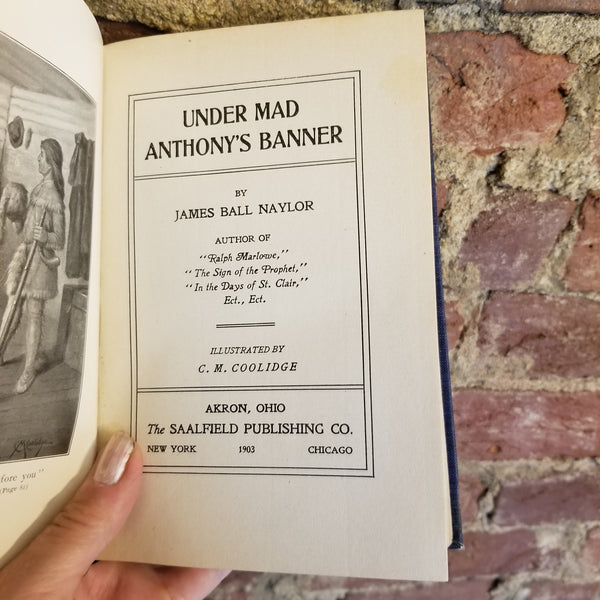 fore you"
(Page 81)
UNDER MAD
ANTHONY'S BANNER
BY
JAMES BALL NAYLOR
AUTHOR OF
"Ralph Marlowe,"
"The Sign of the Prophet,"
"In the Days of St. Clair,"
Ect., Ect.
ILLUSTRATED BY
C. M. COOLIDGE
AKRON, OHIO
The SAALFIELD PUBLISHING CO.
NEW YORK 1903 CHICAGO